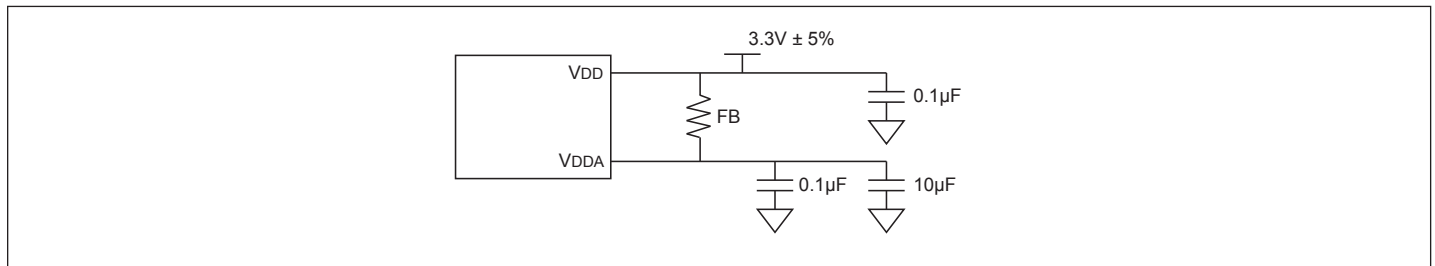 3.3V ± 5%
VDD
0.1µF
FB
VDDA
0.1µF
10µF